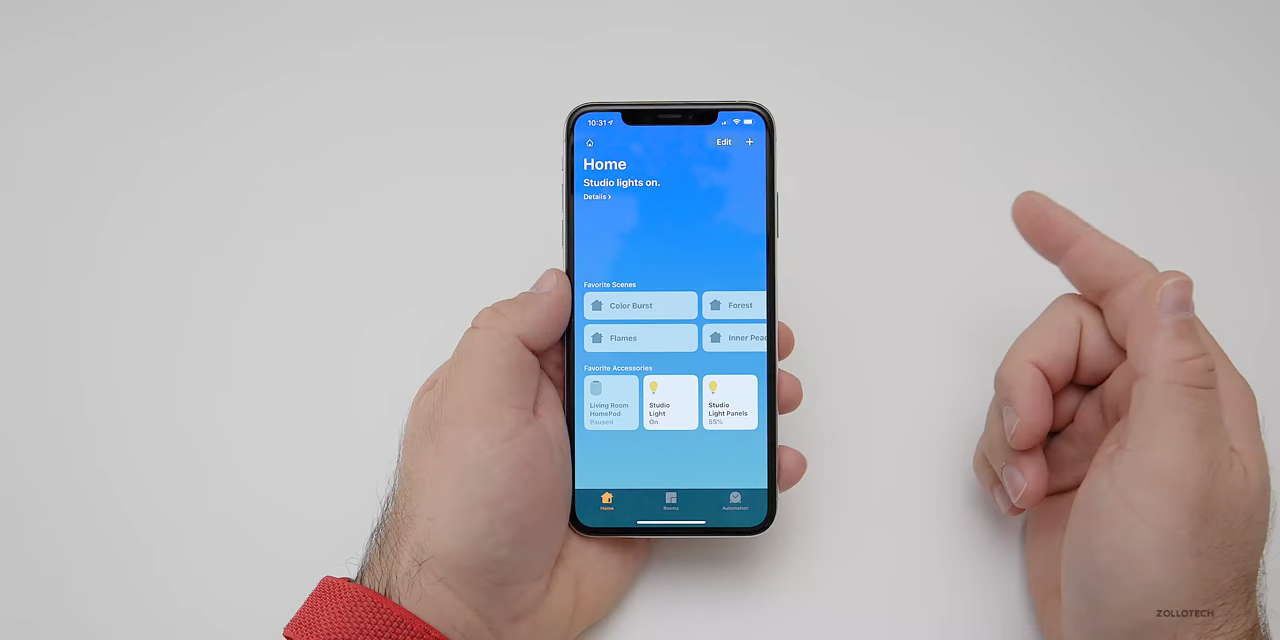 10:31
Edit +
Home
Studio lights on.
Details >
Favorite Scenes
Color Burst
Forest
Flames
Inner Peac
Favorite Accessories
Living Room
HomePod
Paused
Studio
Light
On
Studio
Light Panels
55%
Home
Rooms
Automation
ZOLLOTECH